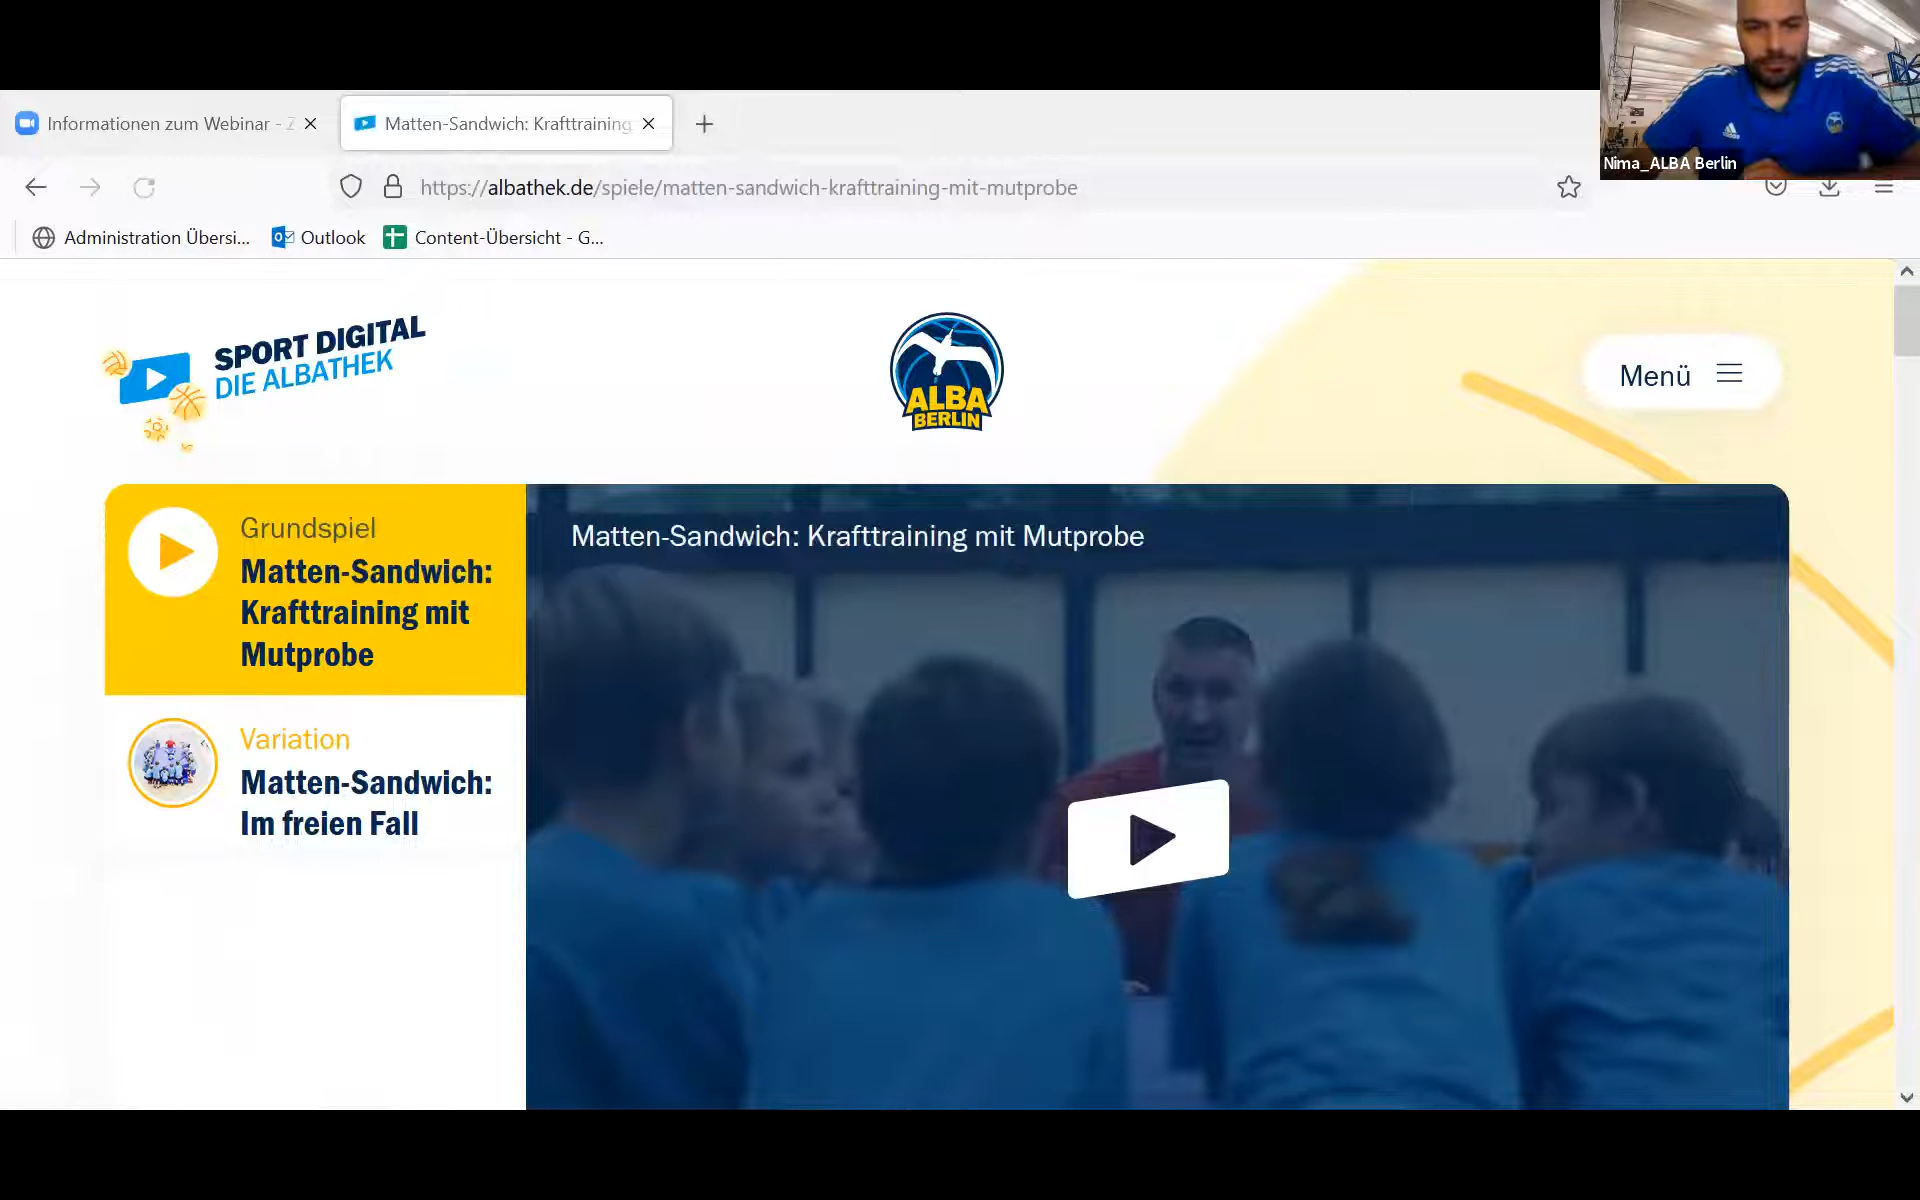 Informationen zum Webinar - Z
Matten-Sandwich: Krafttraining
Nima_ALBA Berlin
https://albathek.de/spiele/matten-sandwich-krafttraining-mit-mutprobe
Administration Übersi...
Outlook
Content-Übersicht - G...
SPORT DIGITAL
DIE ALBATHEK
ALBA
BERLIN
Menü
Grundspiel
Matten-Sandwich:
Krafttraining mit
Mutprobe
Matten-Sandwich: Krafttraining mit Mutprobe
Variation
Matten-Sandwich:
Im freien Fall